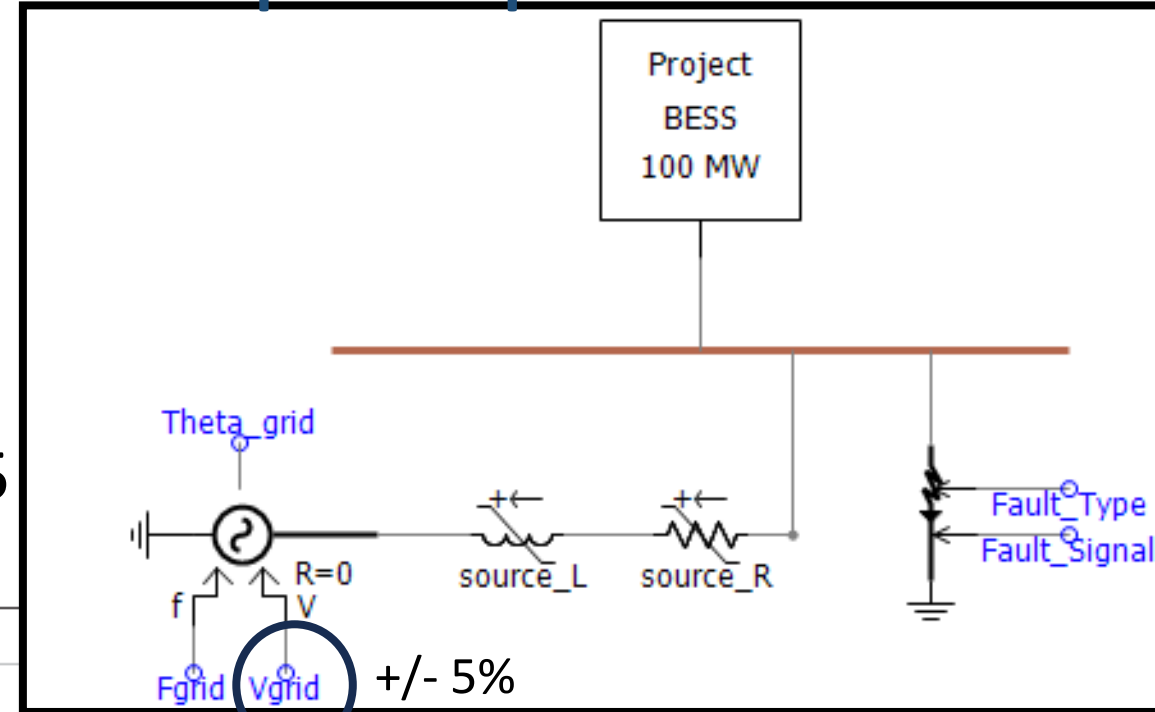 Project
BESS
100 MW
Theta_grid
Fault_Type
Fault_Signal
source_L
source_R
R=0
f
V
Fgrid
Vgrid
+/- 5%